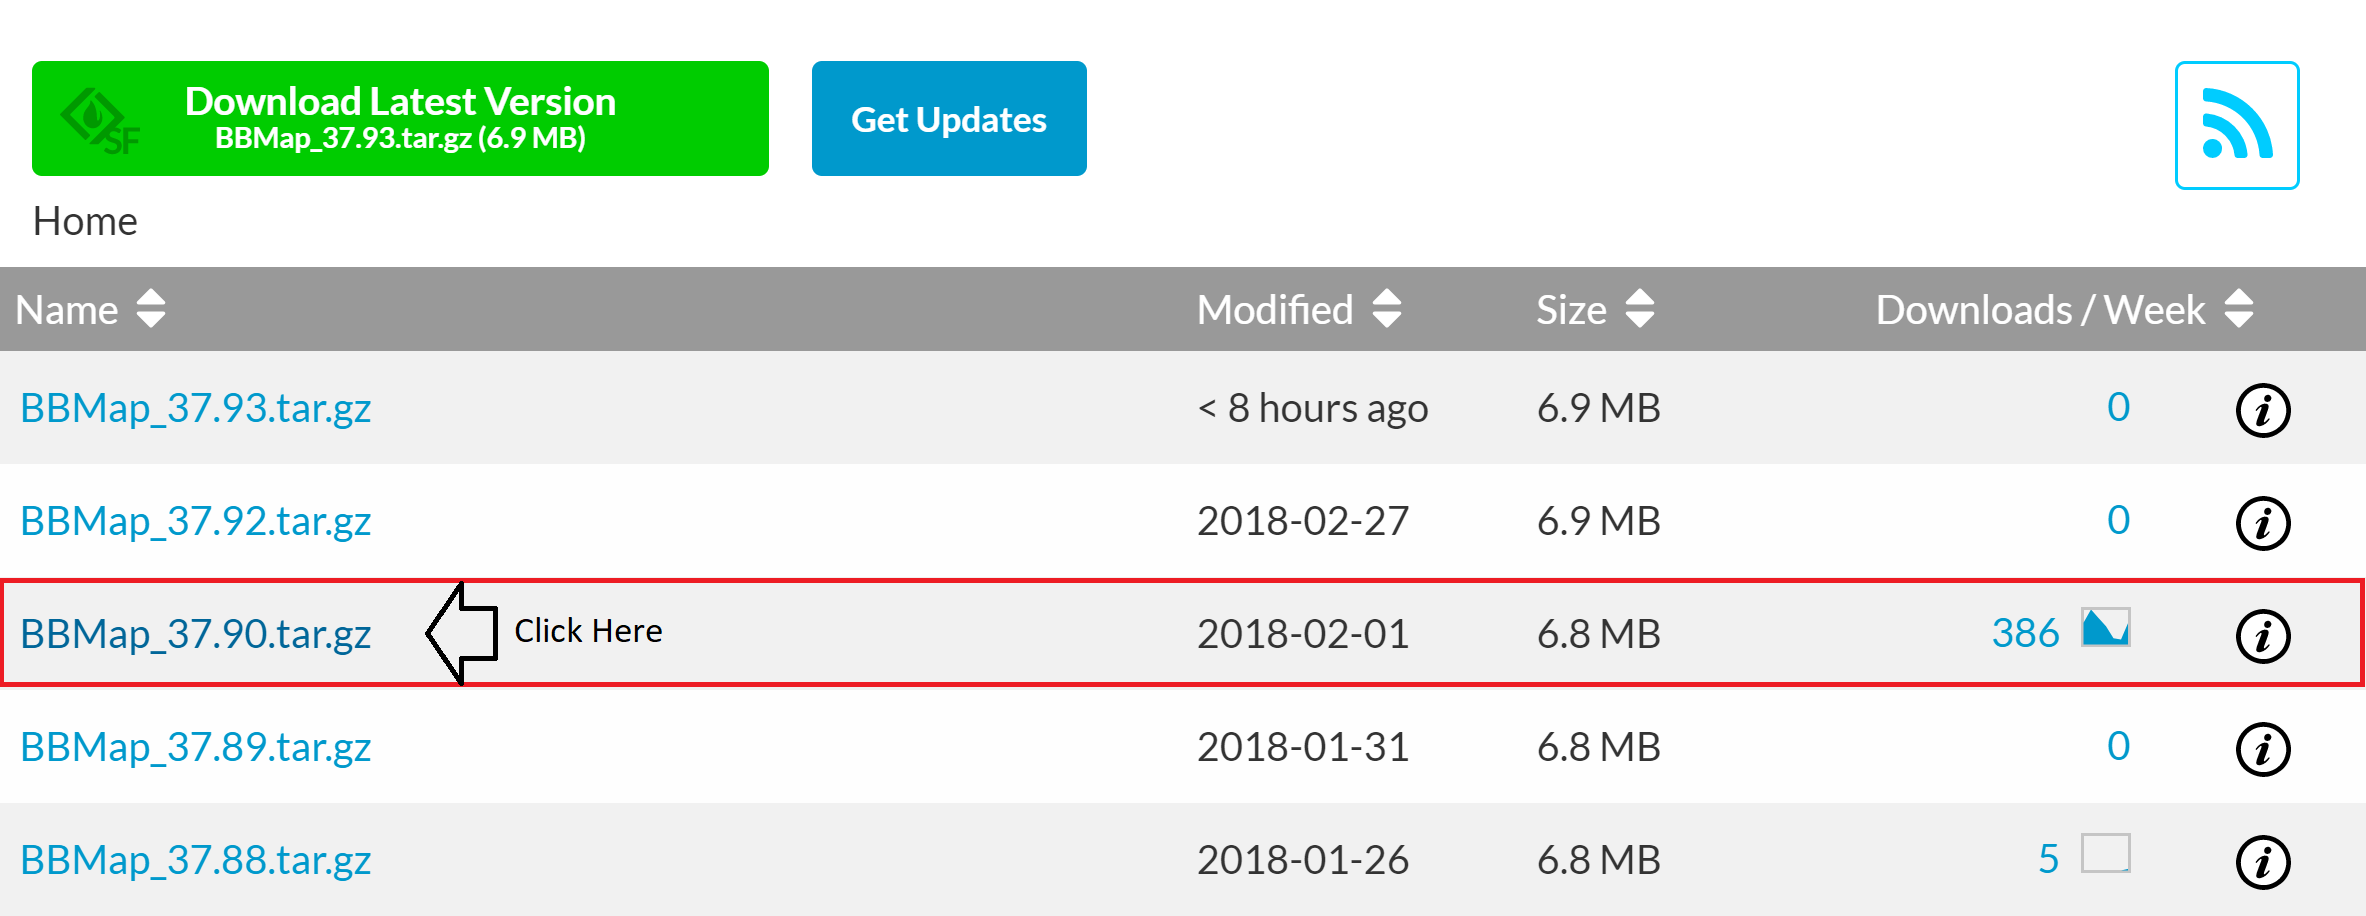 SF
Download Latest Version
BBMap_37.93.tar.gz (6.9 MB)
Get Updates
Home
Name Modified Size Downloads / Week
BBMap_37.93.tar.gz < 8 hours ago 6.9 MB 0
BBMap_37.92.tar.gz 2018-02-27 6.9 MB 0
BBMap_37.90.tar.gz Click Here 2018-02-01 6.8 MB 386
BBMap_37.89.tar.gz 2018-01-31 6.8 MB 0
BBMap_37.88.tar.gz 2018-01-26 6.8 MB 5